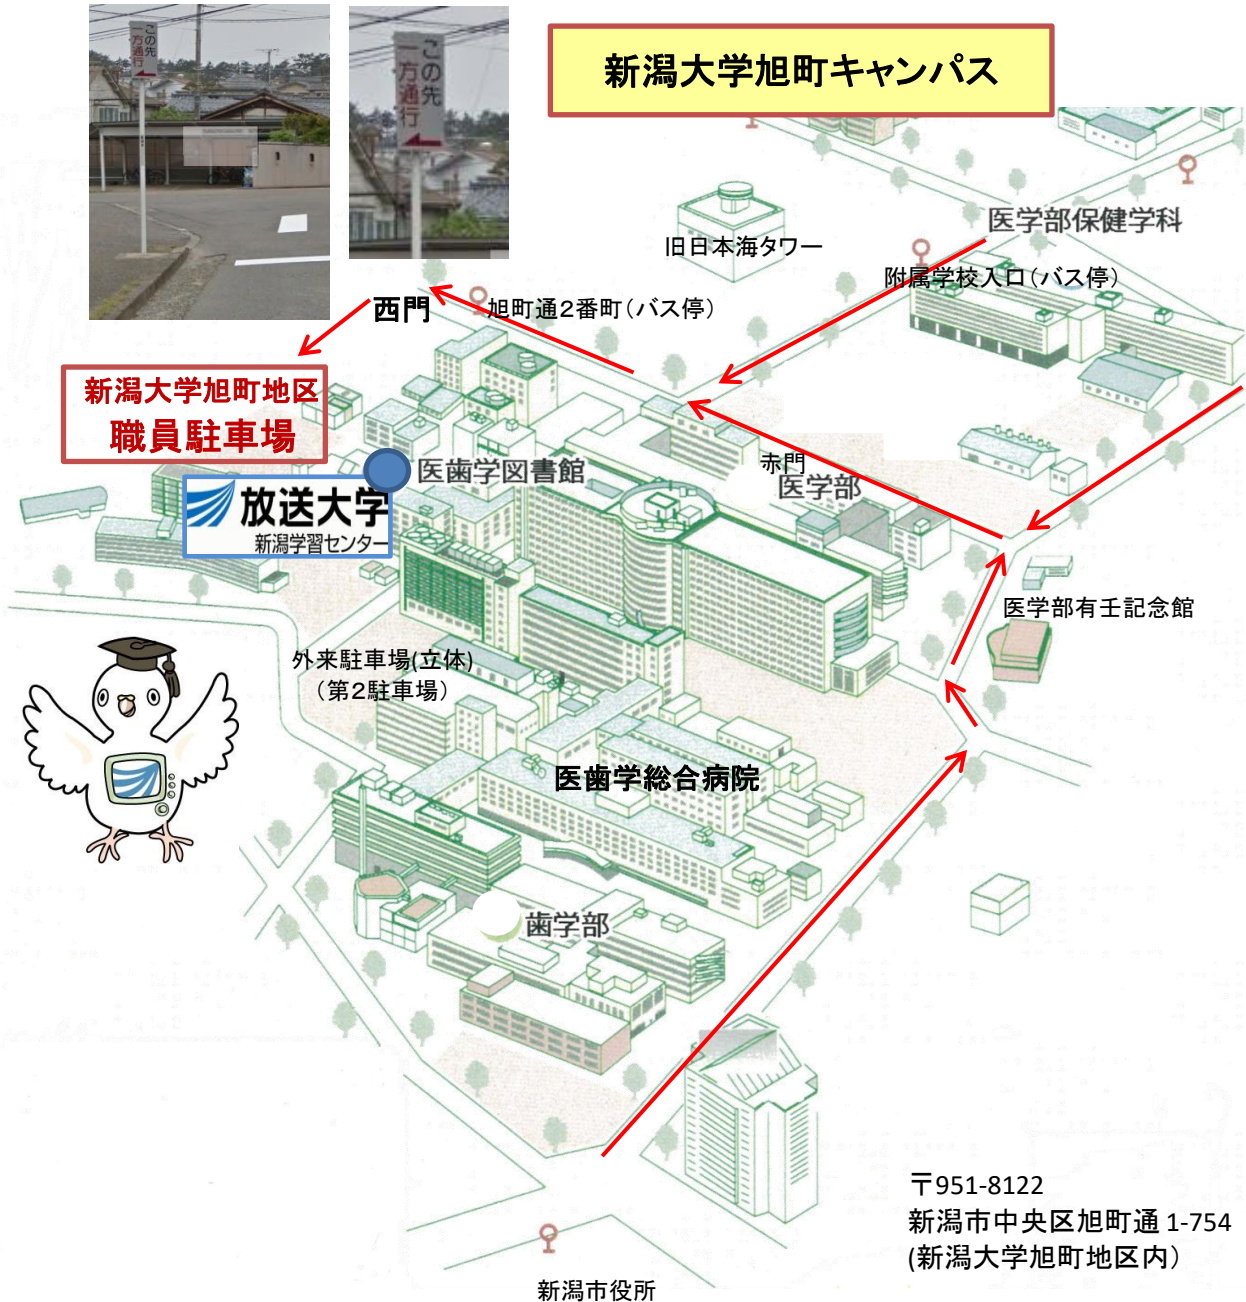 この先
一方通行
この先
一方通行
新潟大学旭町キャンパス
医学部保健学科
旧日本海タワー
附属学校入口(バス停)
西門
旭町通2番町(バス停)
新潟大学旭町地区
職員駐車場
赤門
医歯学図書館
医学部
放送大学
新潟学習センター
医学部有壬記念館
外来駐車場(立体)
(第2駐車場)
医歯学総合病院
歯学部
〒951-8122
新潟市中央区旭町通 1-754
(新潟大学旭町地区内)
新潟市役所